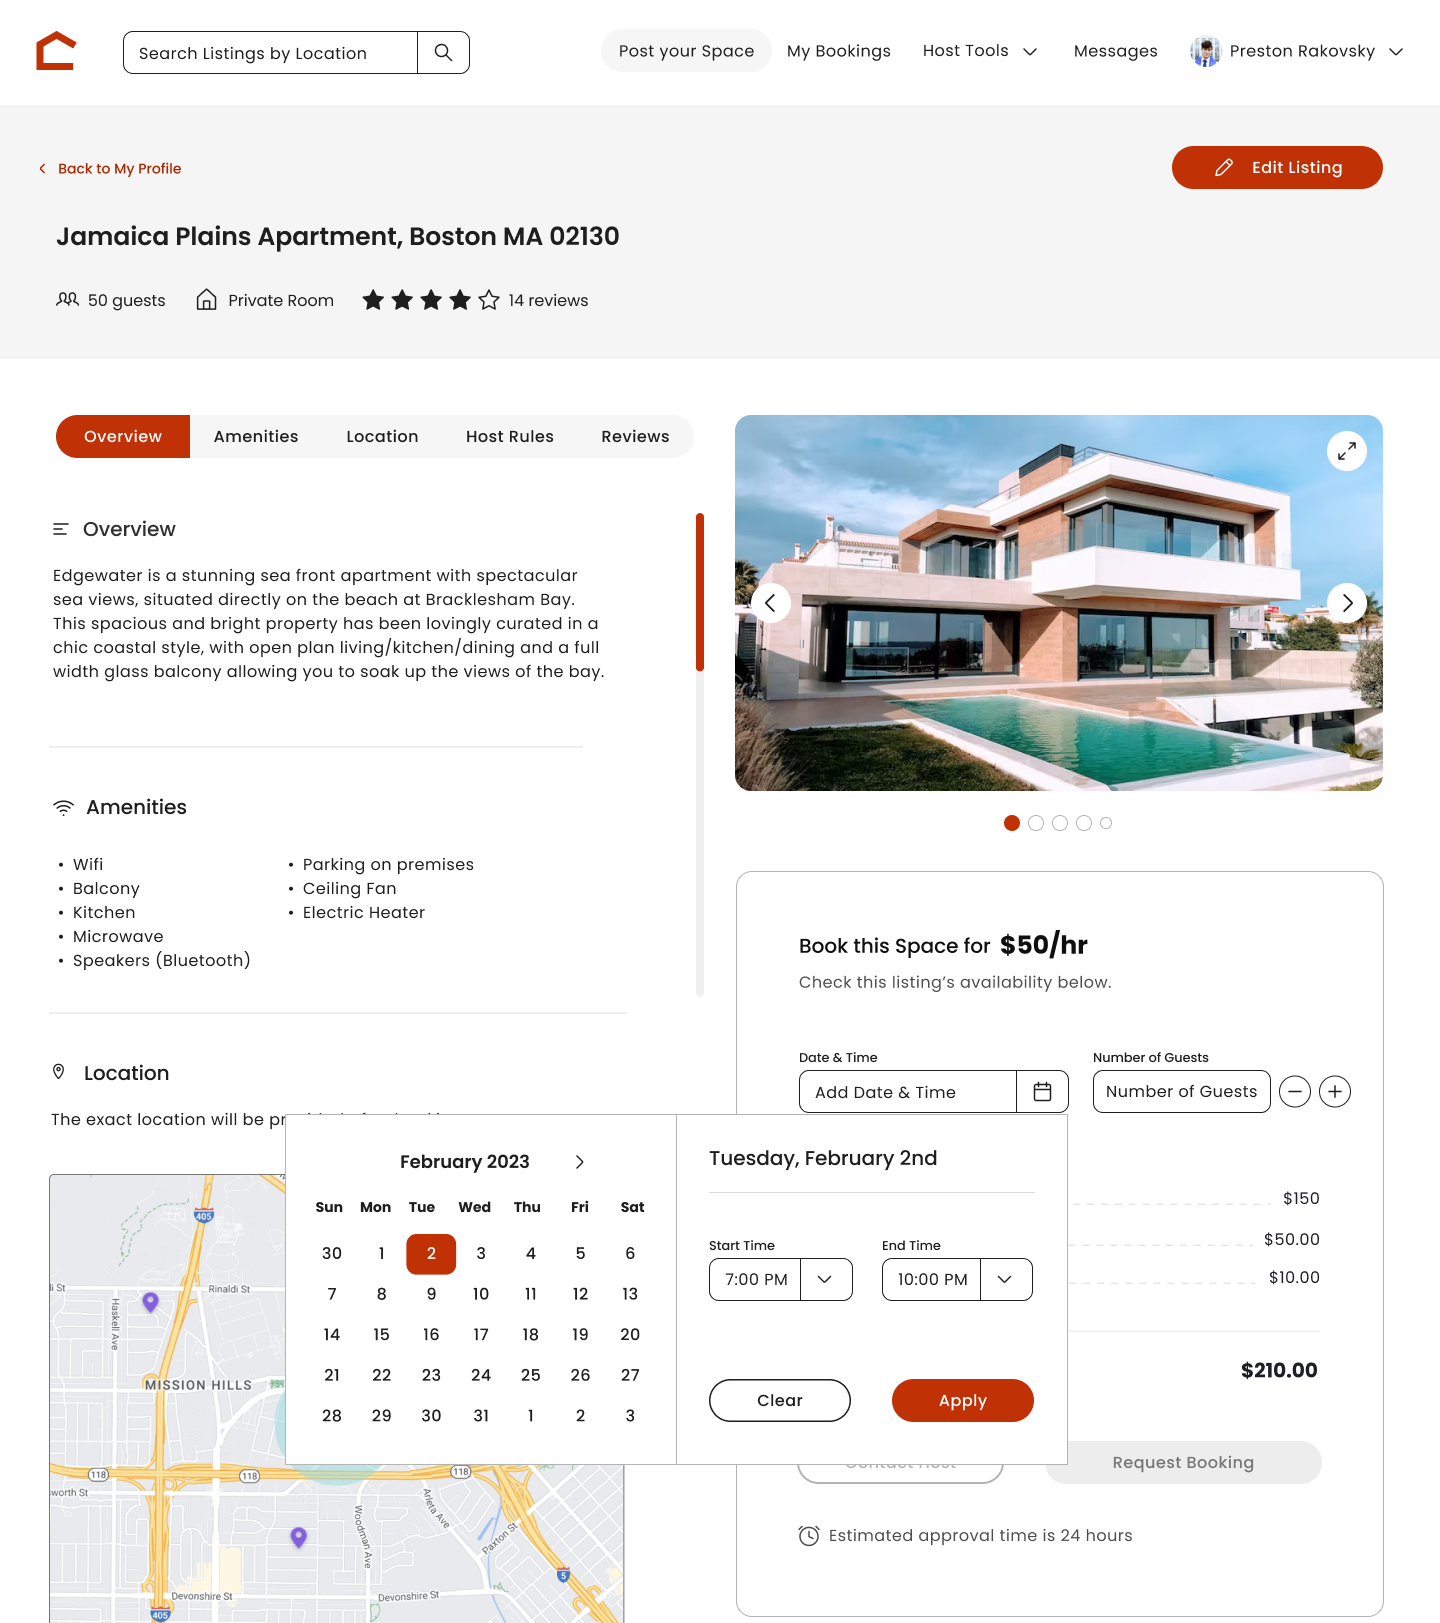 Search Listings by Location
Post your Space
My Bookings
Host Tools
Messages
Preston Rakovsky
Back to My Profile
Edit Listing
Jamaica Plains Apartment, Boston MA 02130
50 guests
Private Room
14 reviews
Overview
Amenities
Location
Host Rules
Reviews
Overview
Edgewater is a stunning sea front apartment with spectacular
sea views, situated directly on the beach at Bracklesham Bay.
This spacious and bright property has been lovingly curated in a
chic coastal style, with open plan living/kitchen/dining and a full
width glass balcony allowing you to soak up the views of the bay.
Amenities
• Wifi
• Balcony
• Kitchen
• Microwave
• Speakers (Bluetooth)
• Parking on premises
• Ceiling Fan
• Electric Heater
Location
The exact location will be
405
Rinaldi St
Haskell Ave
MISSION HILLS
118
118
118
sworth St
Arleta Ave
Woodman Ave
Paxton St
Devonshire St
Devonshire St
405
5
Book this Space for $50/hr
Check this listing's availability below.
Date & Time
Add Date & Time
Number of Guests
Number of Guests
February 2023
Sun Mon Tue Wed Thu Fri Sat
30 1 2 3 4 5 6
7 8 9 10 11 12 13
14 15 16 17 18 19 20
21 22 23 24 25 26 27
28 29 30 31 1 2 3
Tuesday, February 2nd
Start Time
7:00 PM
End Time
10:00 PM
Clear
Apply
$150
$50.00
$10.00
$210.00
Contact Host
Request Booking
Estimated approval time is 24 hours